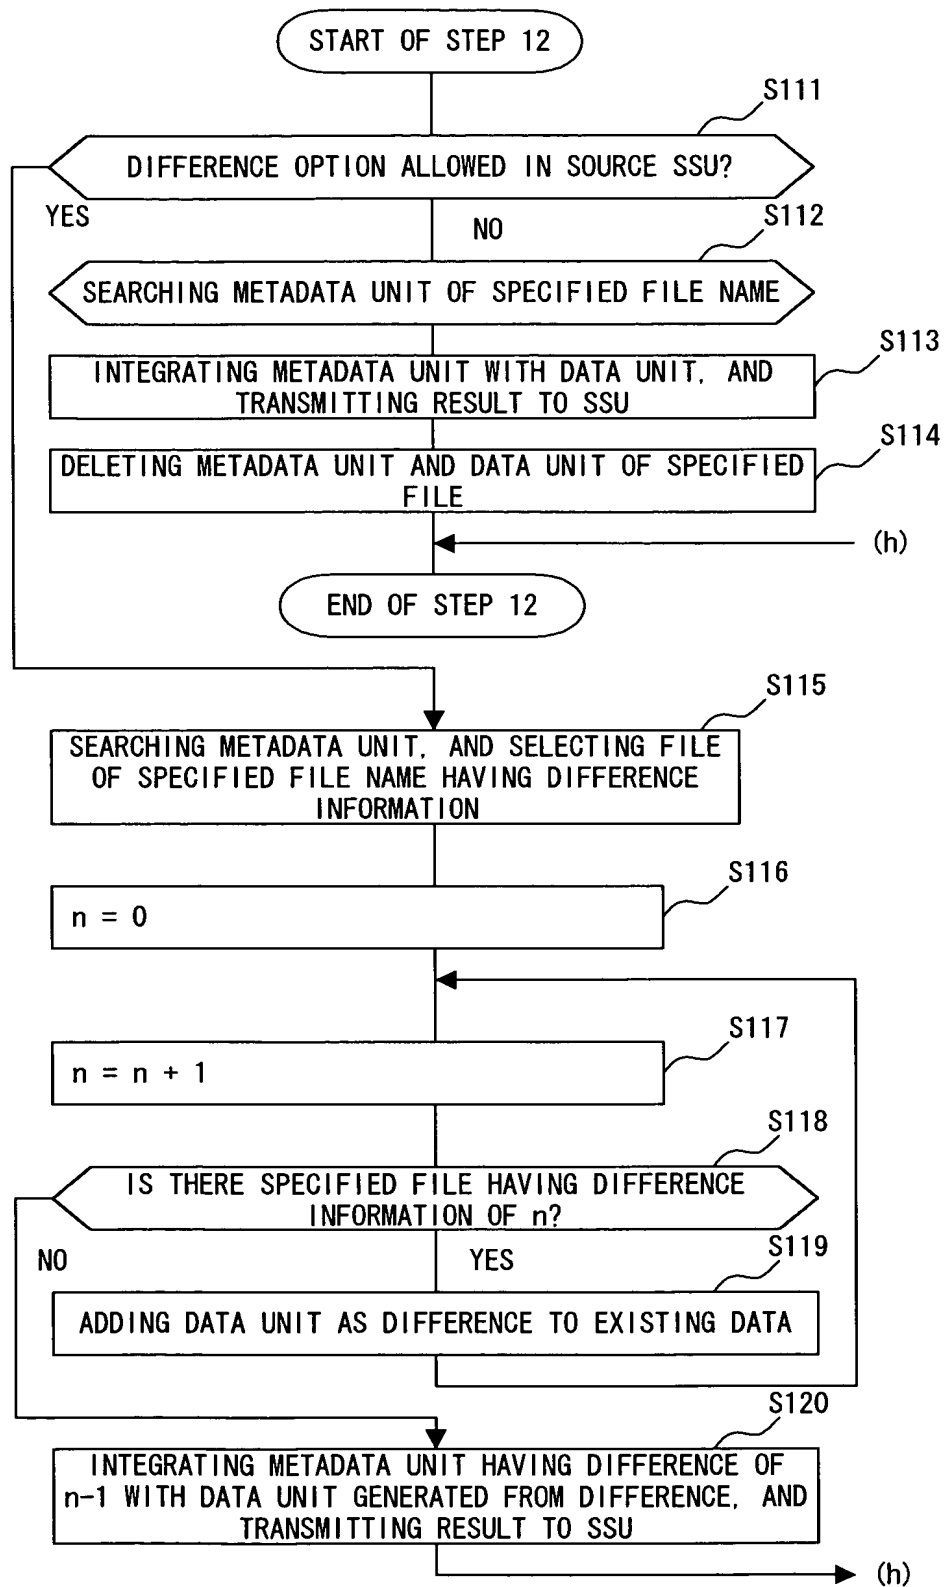 START OF STEP 12
S111
DIFFERENCE OPTION ALLOWED IN SOURCE SSU?
YES
NO
S112
SEARCHING METADATA UNIT OF SPECIFIED FILE NAME
S113
INTEGRATING METADATA UNIT WITH DATA UNIT, AND
TRANSMITTING RESULT TO SSU
S114
DELETING METADATA UNIT AND DATA UNIT OF SPECIFIED
FILE
(h)
END OF STEP 12
S115
SEARCHING METADATA UNIT, AND SELECTING FILE
OF SPECIFIED FILE NAME HAVING DIFFERENCE
INFORMATION
S116
n = 0
S117
n = n + 1
S118
IS THERE SPECIFIED FILE HAVING DIFFERENCE
INFORMATION OF n?
NO
YES
S119
ADDING DATA UNIT AS DIFFERENCE TO EXISTING DATA
S120
INTEGRATING METADATA UNIT HAVING DIFFERENCE OF
n-1 WITH DATA UNIT GENERATED FROM DIFFERENCE, AND
TRANSMITTING RESULT TO SSU
(h)